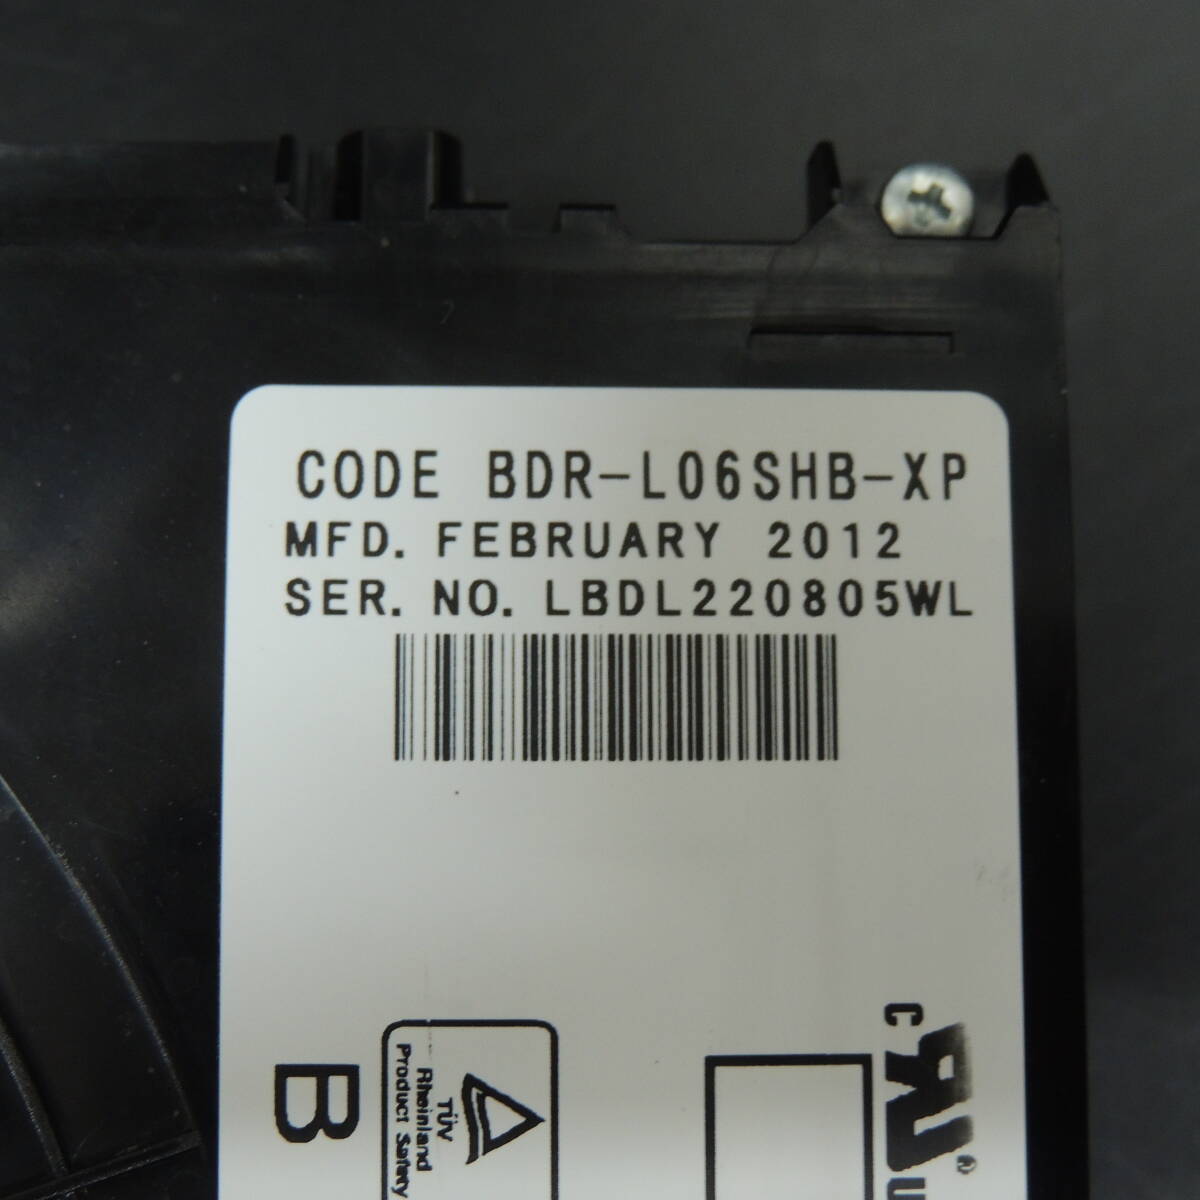 CODE BDR-L06SHB-XP
MFD. FEBRUARY 2012
SER. NO. LBDL220805WL
B
TÜV
Rheinland
Product Safety
c
U